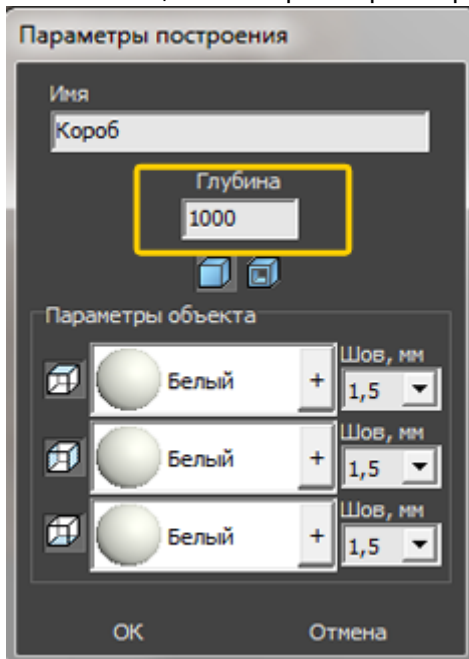 Параметры построения
Имя
Короб
Глубина
1000
Параметры объекта
Шов, мм
Белый + 1,5
Шов, мм
Белый + 1,5
Шов, мм
Белый + 1,5
ОК Отмена